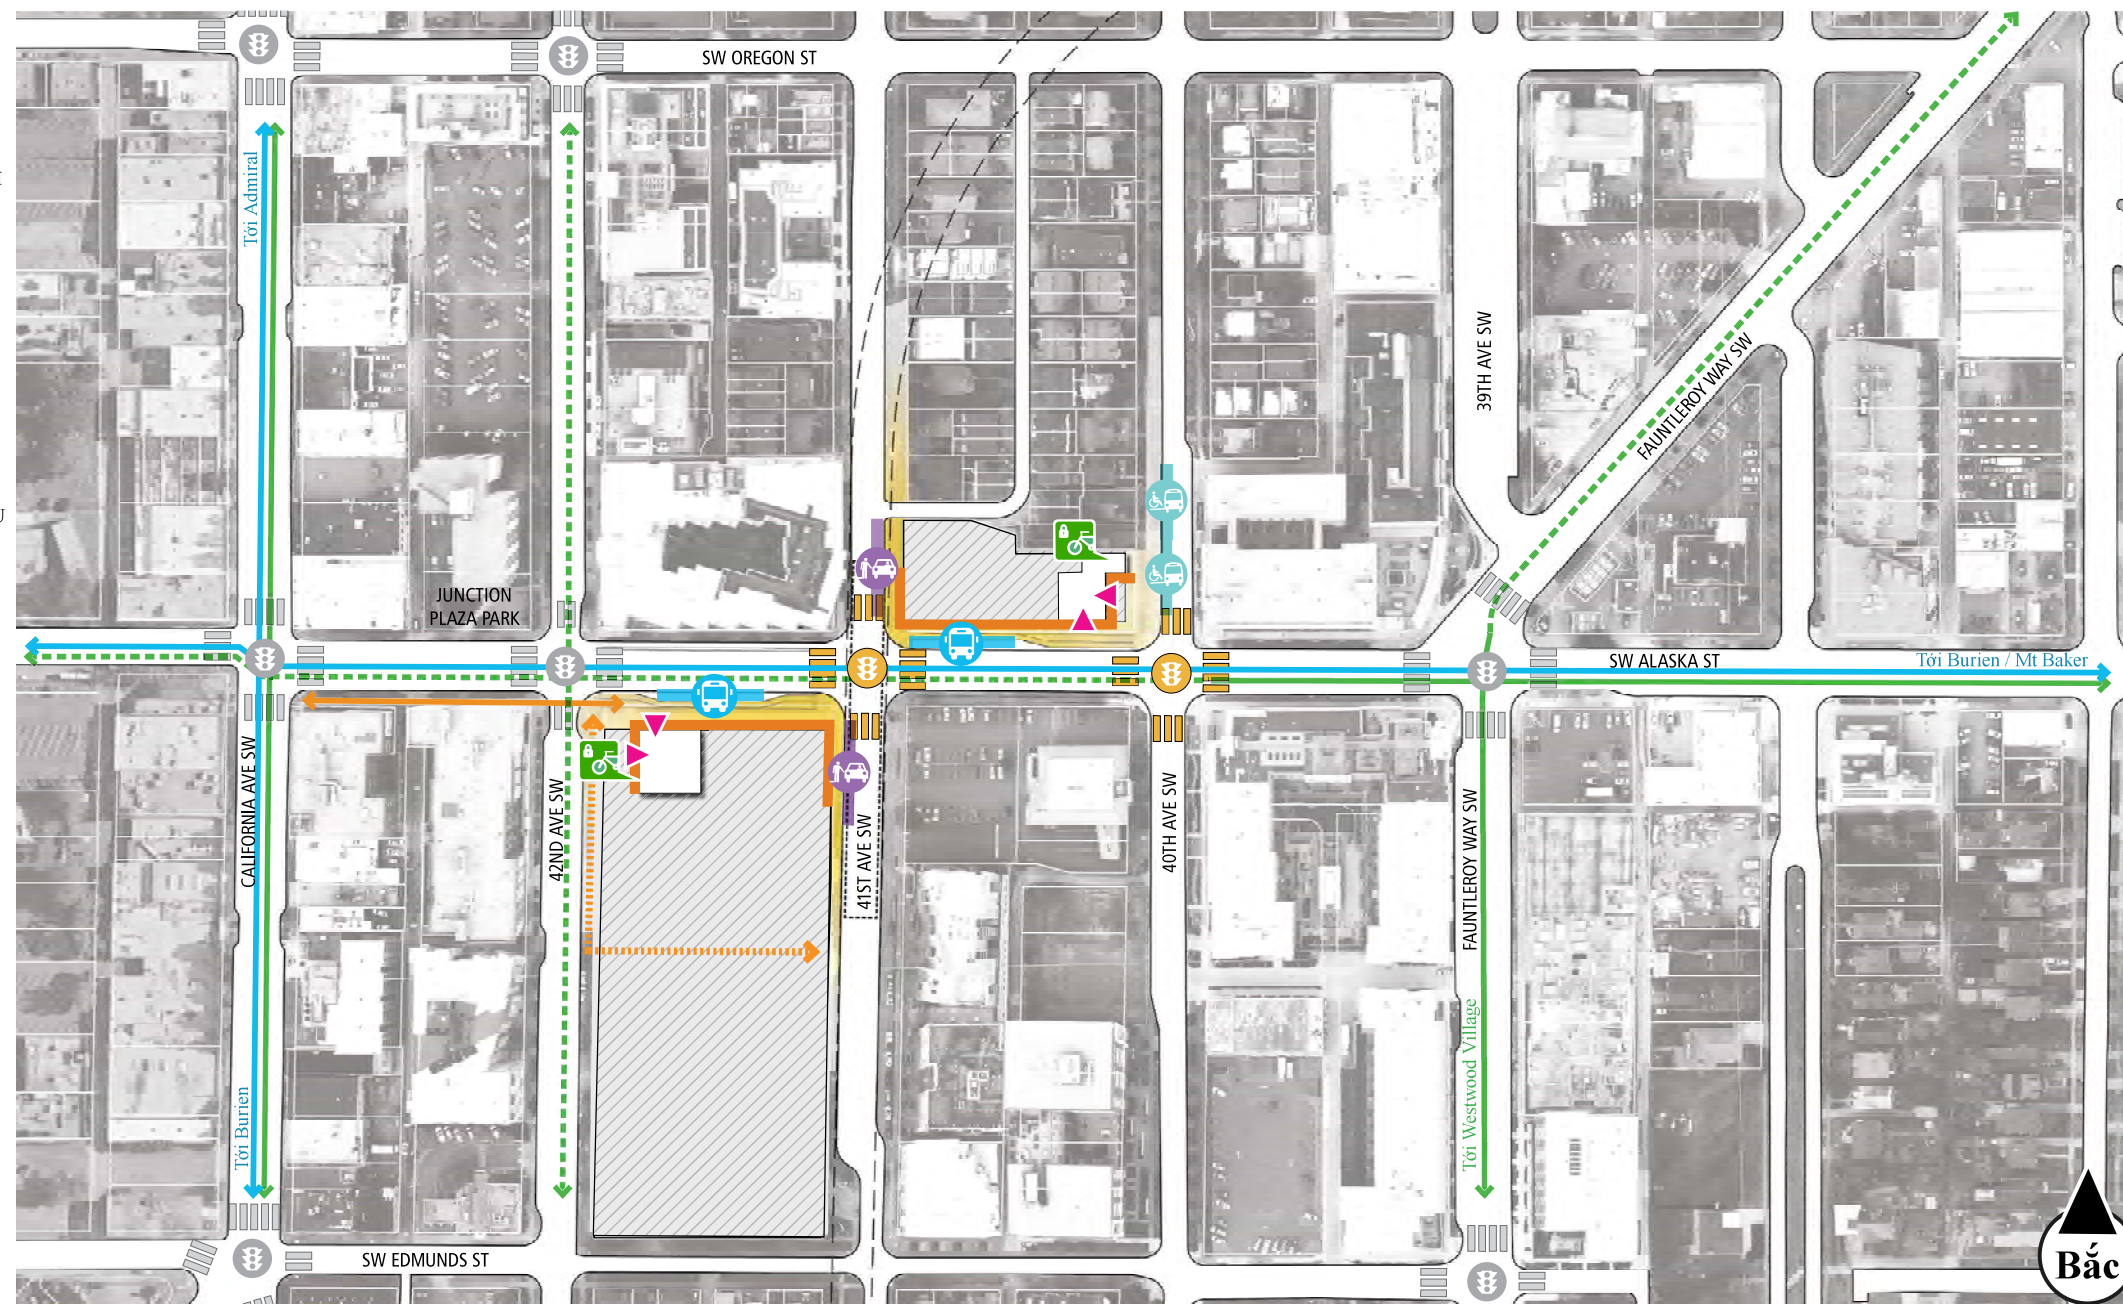 SW OREGON ST
Tới Admiral
39TH AVE SW
FAUNTLEROY WAY SW
JUNCTION
PLAZA PARK
SW ALASKA ST
Tới Burien / Mt Baker
CALIFORNIA AVE SW
42ND AVE SW
41ST AVE SW
40TH AVE SW
FAUNTLEROY WAY SW
Tới Westwood Village
Tới Burien
SW EDMUNDS ST
Bắc